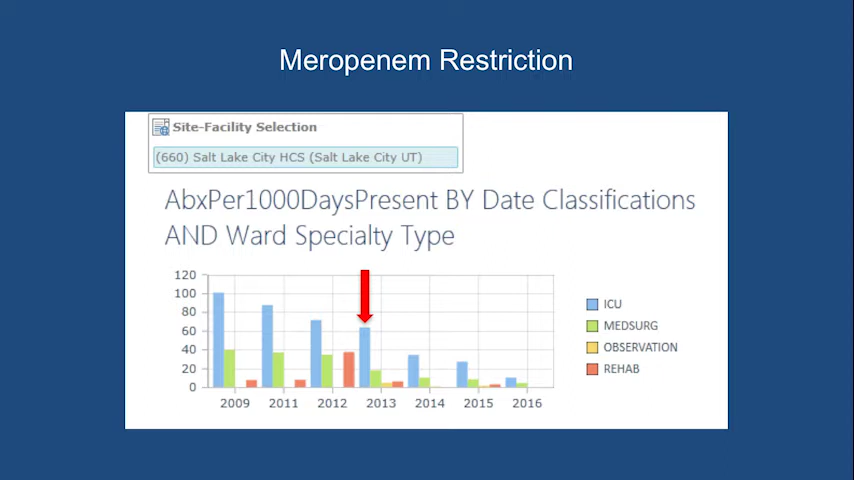 Meropenem Restriction
Site-Facility Selection
(660) Salt Lake City HCS (Salt Lake City UT)
AbxPer1000DaysPresent BY Date Classifications
AND Ward Specialty Type
120
100
80
60
40
20
0
2009 2011 2012 2013 2014 2015 2016
ICU
MEDSURG
OBSERVATION
REHAB